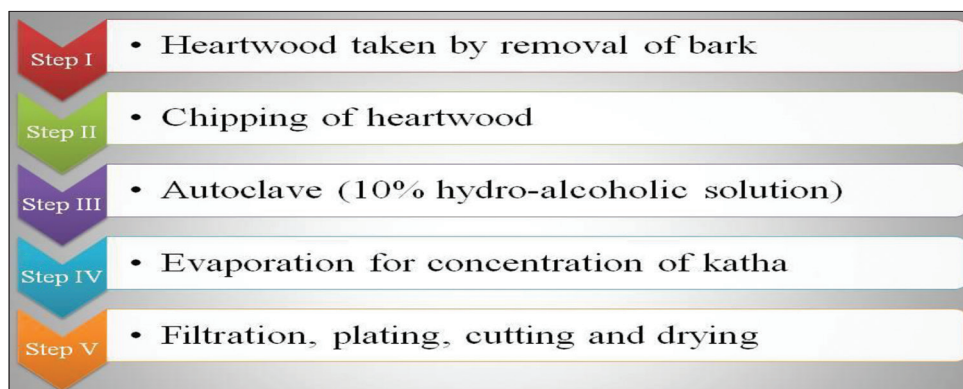 Step I
• Heartwood taken by removal of bark
Step II
• Chipping of heartwood
Step III
• Autoclave (10% hydro-alcoholic solution)
Step IV
• Evaporation for concentration of katha
Step V
• Filtration, plating, cutting and drying